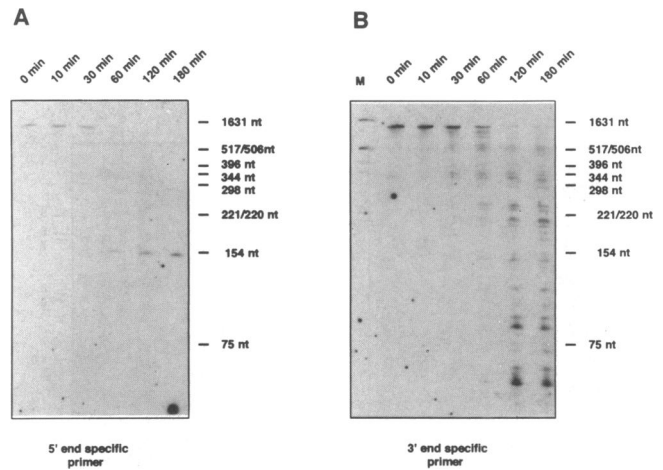 A
0 min 10 min 30 min 60 min 120 min 180 min
1631 nt
517/506nt
396 nt
344 nt
298 nt
221/220 nt
154 nt
75 nt
5' end specific
primer
B
M 0 min 10 min 30 min 60 min 120 min 180 min
1631 nt
517/506nt
396 nt
344 nt
298 nt
221/220 nt
154 nt
75 nt
3' end specific
primer